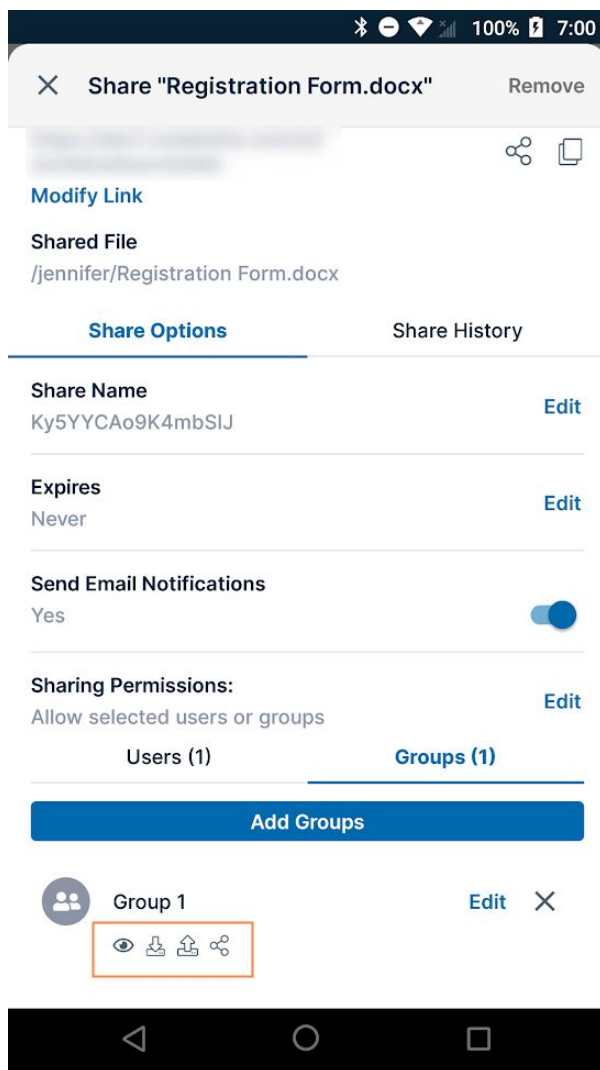 100% 7:00
Share "Registration Form.docx" Remove
Modify Link
Shared File
/jennifer/Registration Form.docx
Share Options Share History
Share Name
Ky5YYCAo9K4mbSIJ Edit
Expires
Never Edit
Send Email Notifications
Yes
Sharing Permissions:
Allow selected users or groups Edit
Users (1) Groups (1)
Add Groups
Group 1 Edit